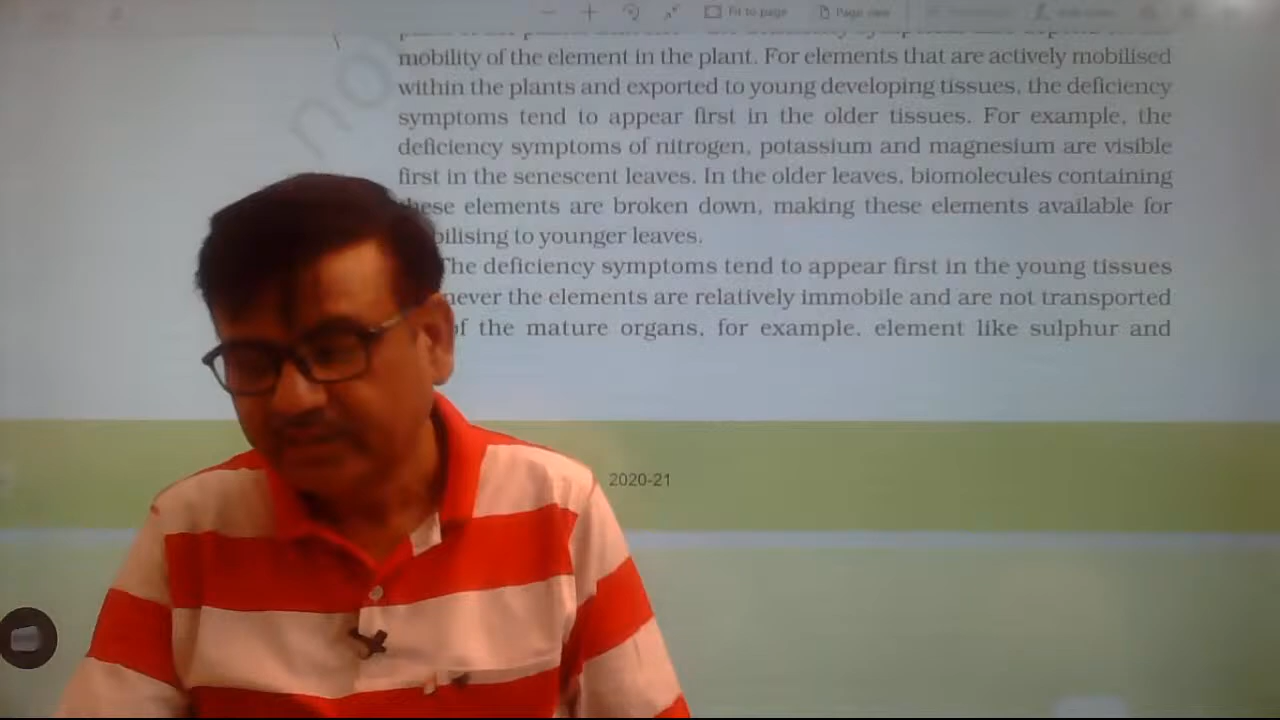 Fit to page Page view
mobility of the element in the plant. For elements that are actively mobilised
within the plants and exported to young developing tissues, the deficiency
symptoms tend to appear first in the older tissues. For example, the
deficiency symptoms of nitrogen, potassium and magnesium are visible
first in the senescent leaves. In the older leaves, biomolecules containing
these elements are broken down, making these elements available for
bilising to younger leaves.
The deficiency symptoms tend to appear first in the young tissues
never the elements are relatively immobile and are not transported
of the mature organs, for example, element like sulphur and
2020-21
no